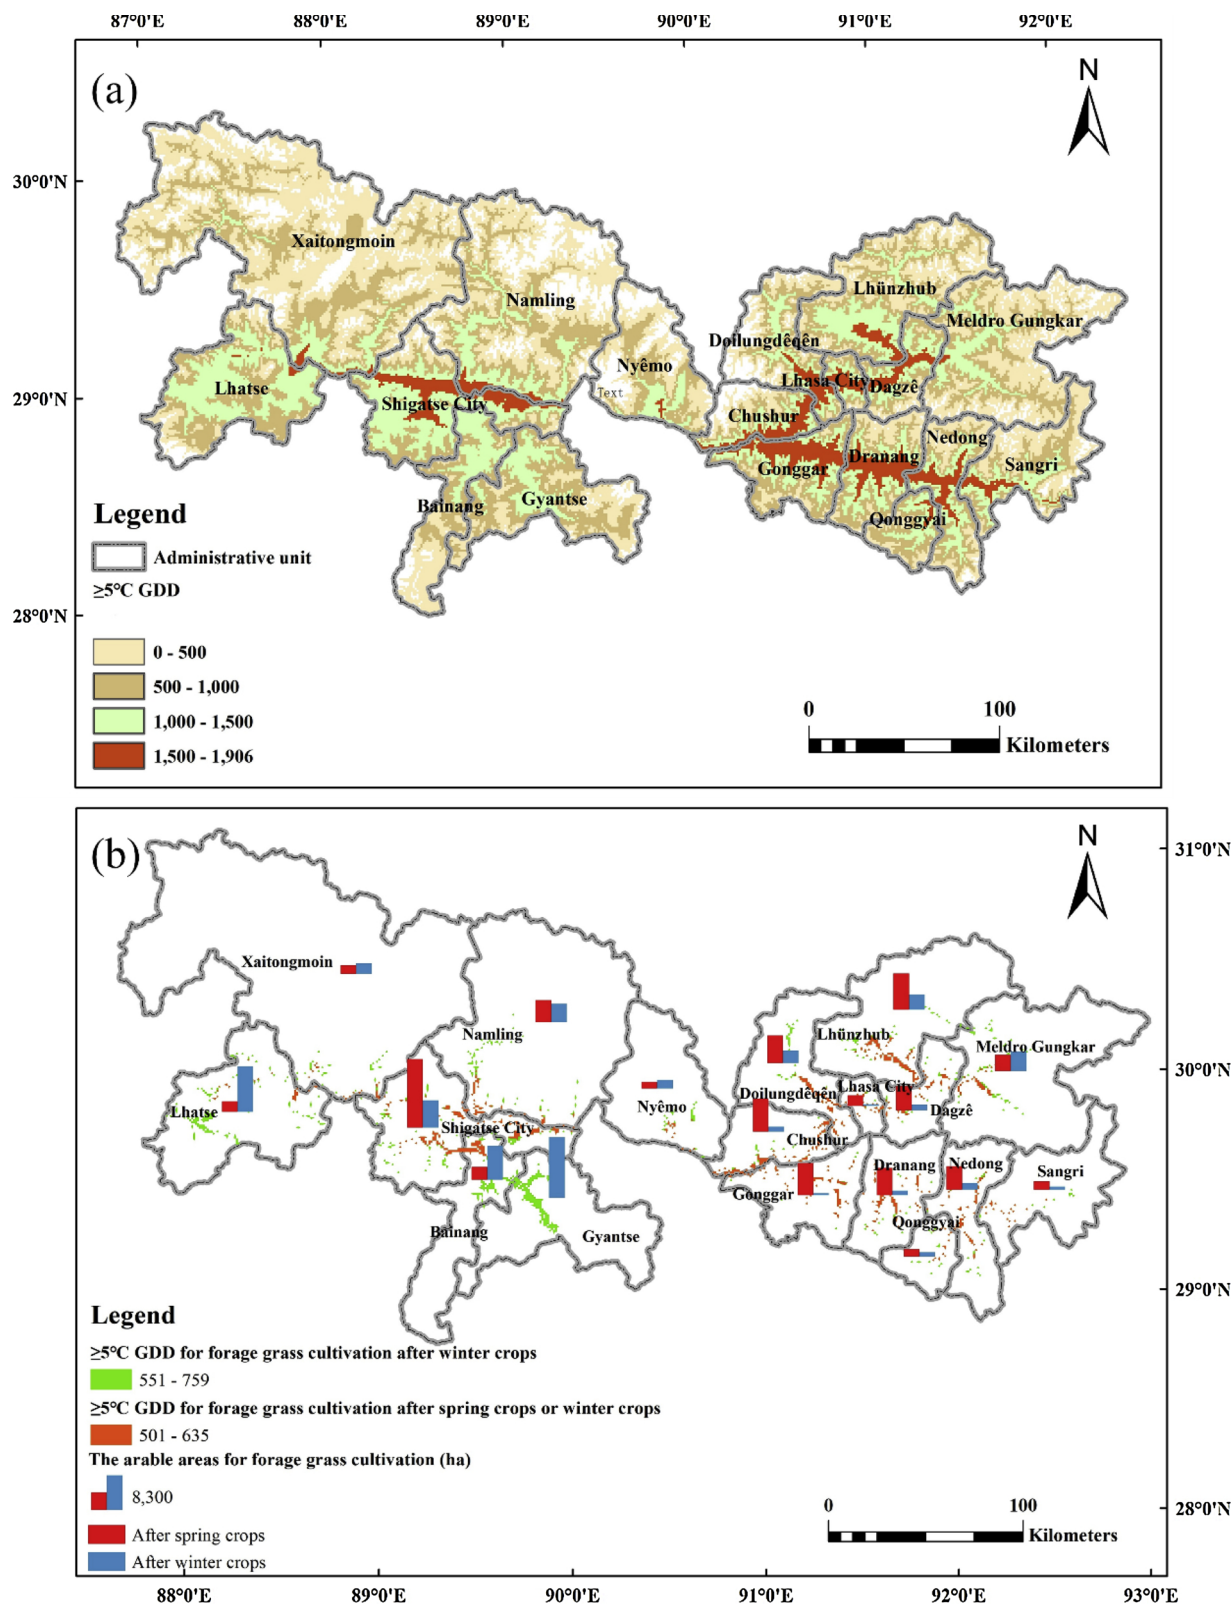 87°0'E 88°0'E 89°0'E 90°0'E 91°0'E 92°0'E
(a)
N
30°0'N
Xaitongmoin
Lhünzhub
Namling
Meldro Gungkar
Doilungdêqên
Nyêmo
Lhasa City
Dagzê
Lhatse
Text
29°0'N
Shigatse City
Chushur
Nedong
Dranang
Sangri
Gonggar
Bainang
Gyantse
Qonggyai
Legend
Administrative unit
≥5°C GDD
28°0'N
0 - 500
500 - 1,000
1,000 - 1,500
1,500 - 1,906
0 100
Kilometers
(b)
N
31°0'N
Xaitongmoin
Namling
Lhünzhub
Meldro Gungkar
30°0'N
Lhasa City
Doilungdêqên
Nyêmo
Lhatse
Dagzê
Shigatse City
Chushur
Dranang
Nedong
Sangri
Gonggar
Qonggyai
Bainang
Gyantse
29°0'N
Legend
≥5°C GDD for forage grass cultivation after winter crops
551 - 759
≥5°C GDD for forage grass cultivation after spring crops or winter crops
501 - 635
The arable areas for forage grass cultivation (ha)
8,300
After spring crops
After winter crops
0 100
Kilometers
28°0'N
88°0'E 89°0'E 90°0'E 91°0'E 92°0'E 93°0'E